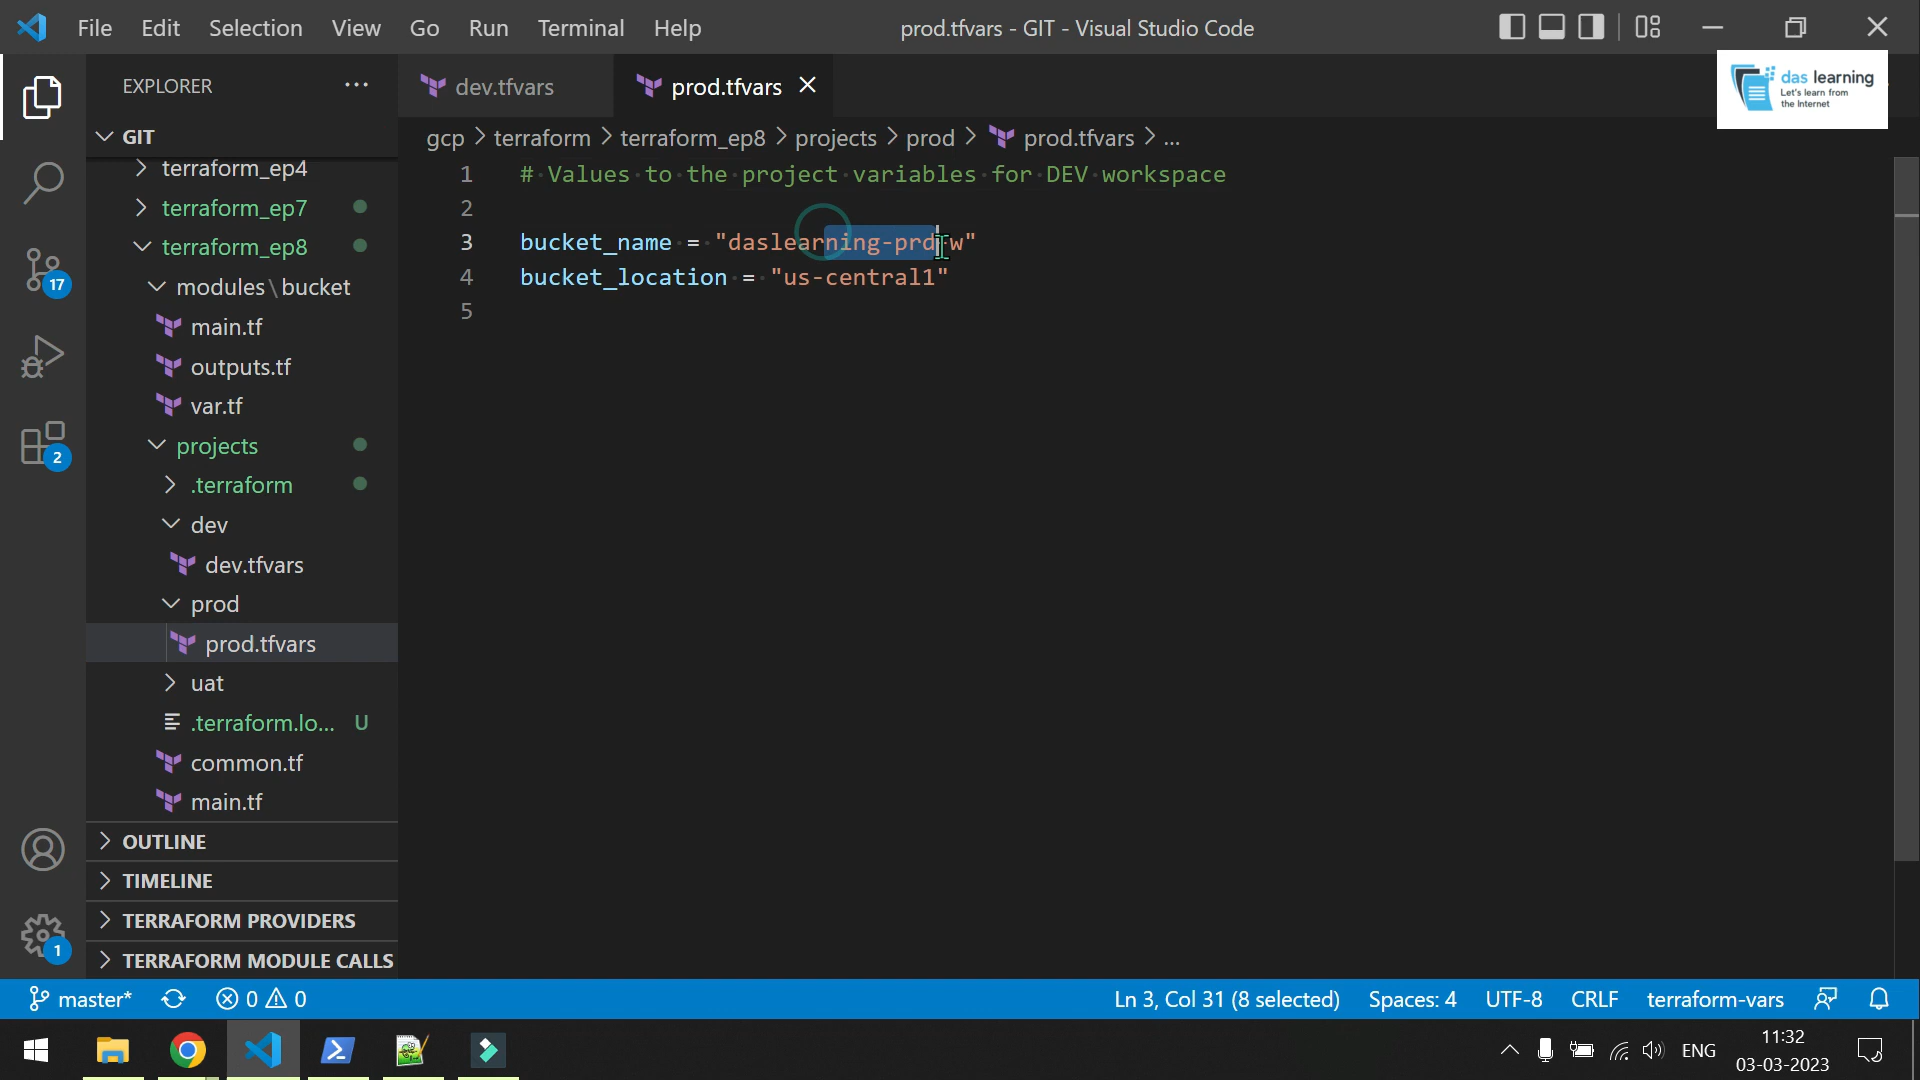 File Edit Selection View Go Run Terminal Help
prod.tfvars - GIT - Visual Studio Code
das learning
Let's learn from
the Internet
EXPLORER
dev.tfvars
prod.tfvars
gcp > terraform > terraform_ep8 > projects > prod > prod.tfvars > ...
GIT
terraform_ep4
terraform_ep7
terraform_ep8
modules\bucket
main.tf
outputs.tf
var.tf
projects
.terraform
dev
dev.tfvars
prod
prod.tfvars
uat
.terraform.lo... U
common.tf
main.tf
OUTLINE
TIMELINE
TERRAFORM PROVIDERS
TERRAFORM MODULE CALLS
17
2
1
1 # Values to the project variables for DEV workspace
2
3 bucket_name = "daslearning-prd-w"
4 bucket_location = "us-central1"
5
master* 0 0
Ln 3, Col 31 (8 selected) Spaces: 4 UTF-8 CRLF terraform-vars
ENG
11:32
03-03-2023